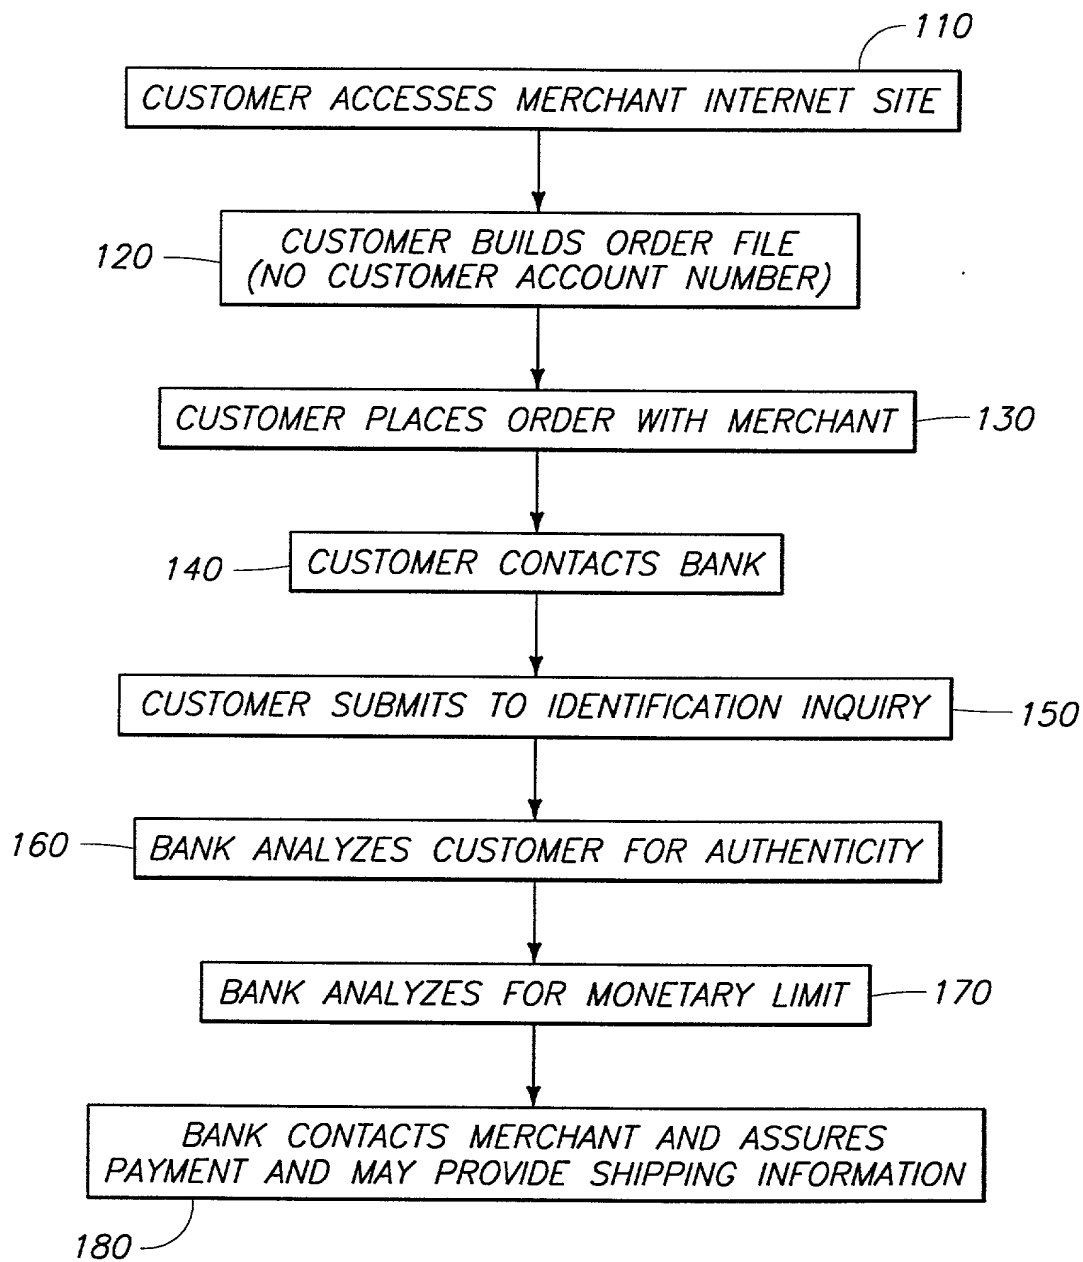 110
CUSTOMER ACCESSES MERCHANT INTERNET SITE
120
CUSTOMER BUILDS ORDER FILE
(NO CUSTOMER ACCOUNT NUMBER)
CUSTOMER PLACES ORDER WITH MERCHANT
130
140
CUSTOMER CONTACTS BANK
CUSTOMER SUBMITS TO IDENTIFICATION INQUIRY
150
160
BANK ANALYZES CUSTOMER FOR AUTHENTICITY
BANK ANALYZES FOR MONETARY LIMIT
170
BANK CONTACTS MERCHANT AND ASSURES
PAYMENT AND MAY PROVIDE SHIPPING INFORMATION
180